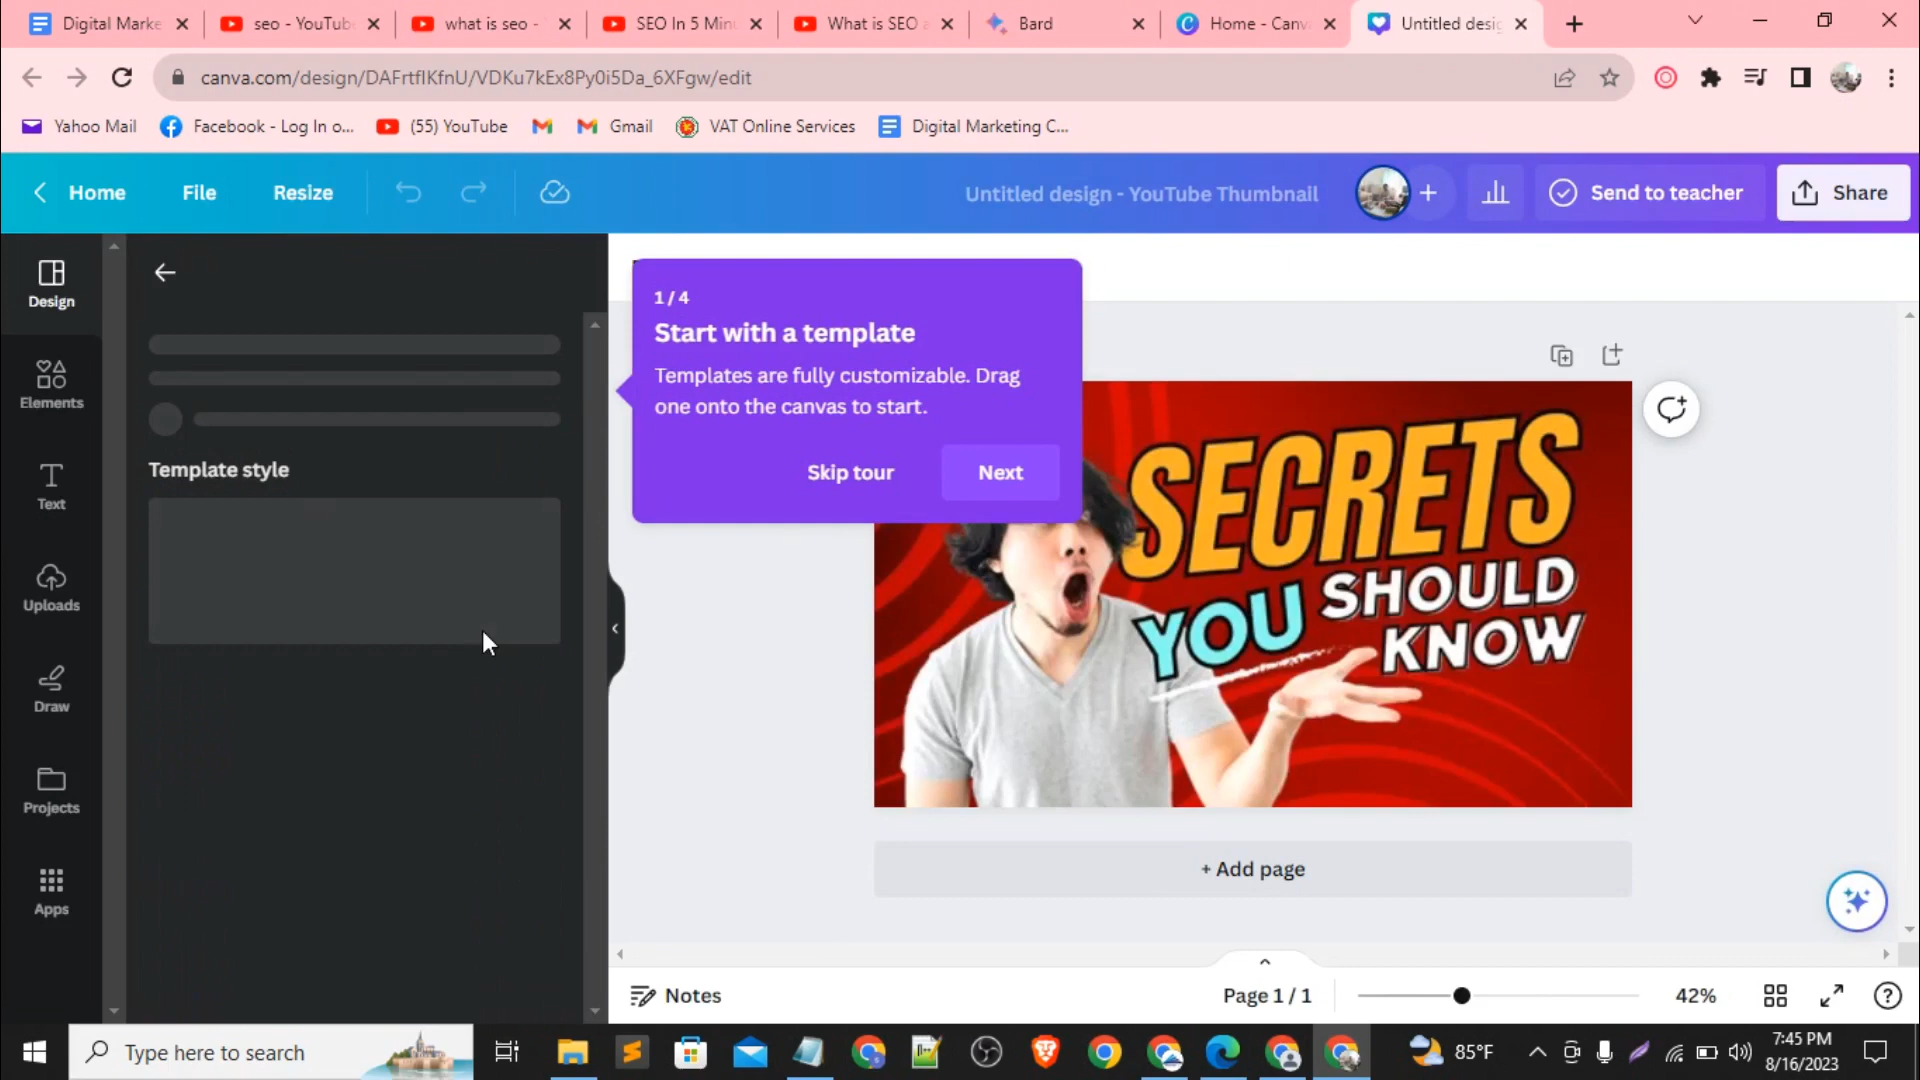 Digital Marke
seo - YouTube
what is seo -
SEO In 5 Minu
What is SEO a
Bard
Home - Canv
Untitled desig
canva.com/design/DAFrtfIKfnU/VDKu7kEx8Py0i5Da_6XFgw/edit
Yahoo Mail
Facebook - Log In o...
(55) YouTube
Gmail
VAT Online Services
Digital Marketing C...
Home
File
Resize
Untitled design - YouTube Thumbnail
Send to teacher
Share
Design
Elements
Text
Uploads
Draw
Projects
Apps
Template style
1 / 4
Start with a template
Templates are fully customizable. Drag
one onto the canvas to start.
Skip tour
Next
SECRETS
YOU SHOULD
KNOW
+ Add page
Notes
Page 1 / 1
42%
Type here to search
85°F
7:45 PM
8/16/2023